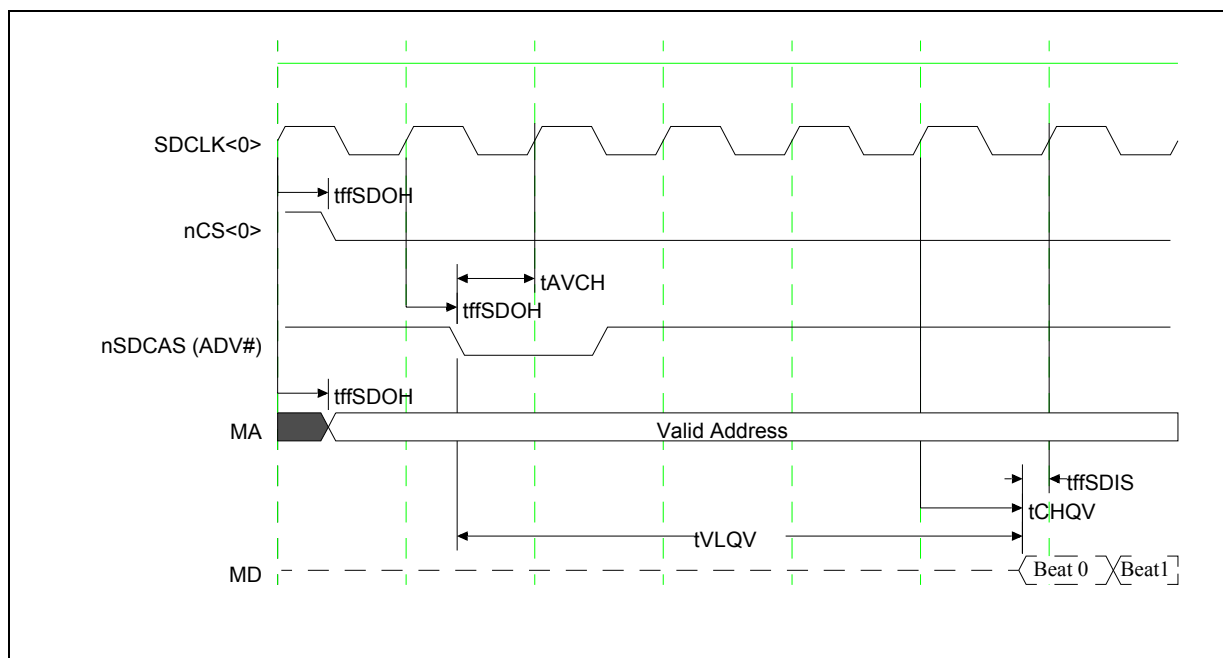 SDCLK<0>
tffSDOH
nCS<0>
tAVCH
tffSDOH
nSDCAS (ADV#)
tffSDOH
MA
Valid Address
tffSDIS
tCHQV
tVLQV
MD
Beat 0
Beat1